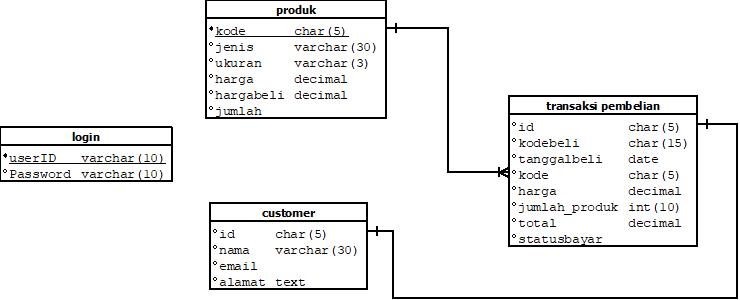 produk
kode char(5)
jenis varchar(30)
ukuran varchar(3)
harga decimal
hargabeli decimal
jumlah
login
userID varchar(10)
Password varchar(10)
transaksi pembelian
id char(5)
kodebeli char(15)
tanggalbeli date
kode char(5)
harga decimal
jumlah_produk int(10)
total decimal
statusbayar
customer
id char(5)
nama varchar(30)
email
alamat text